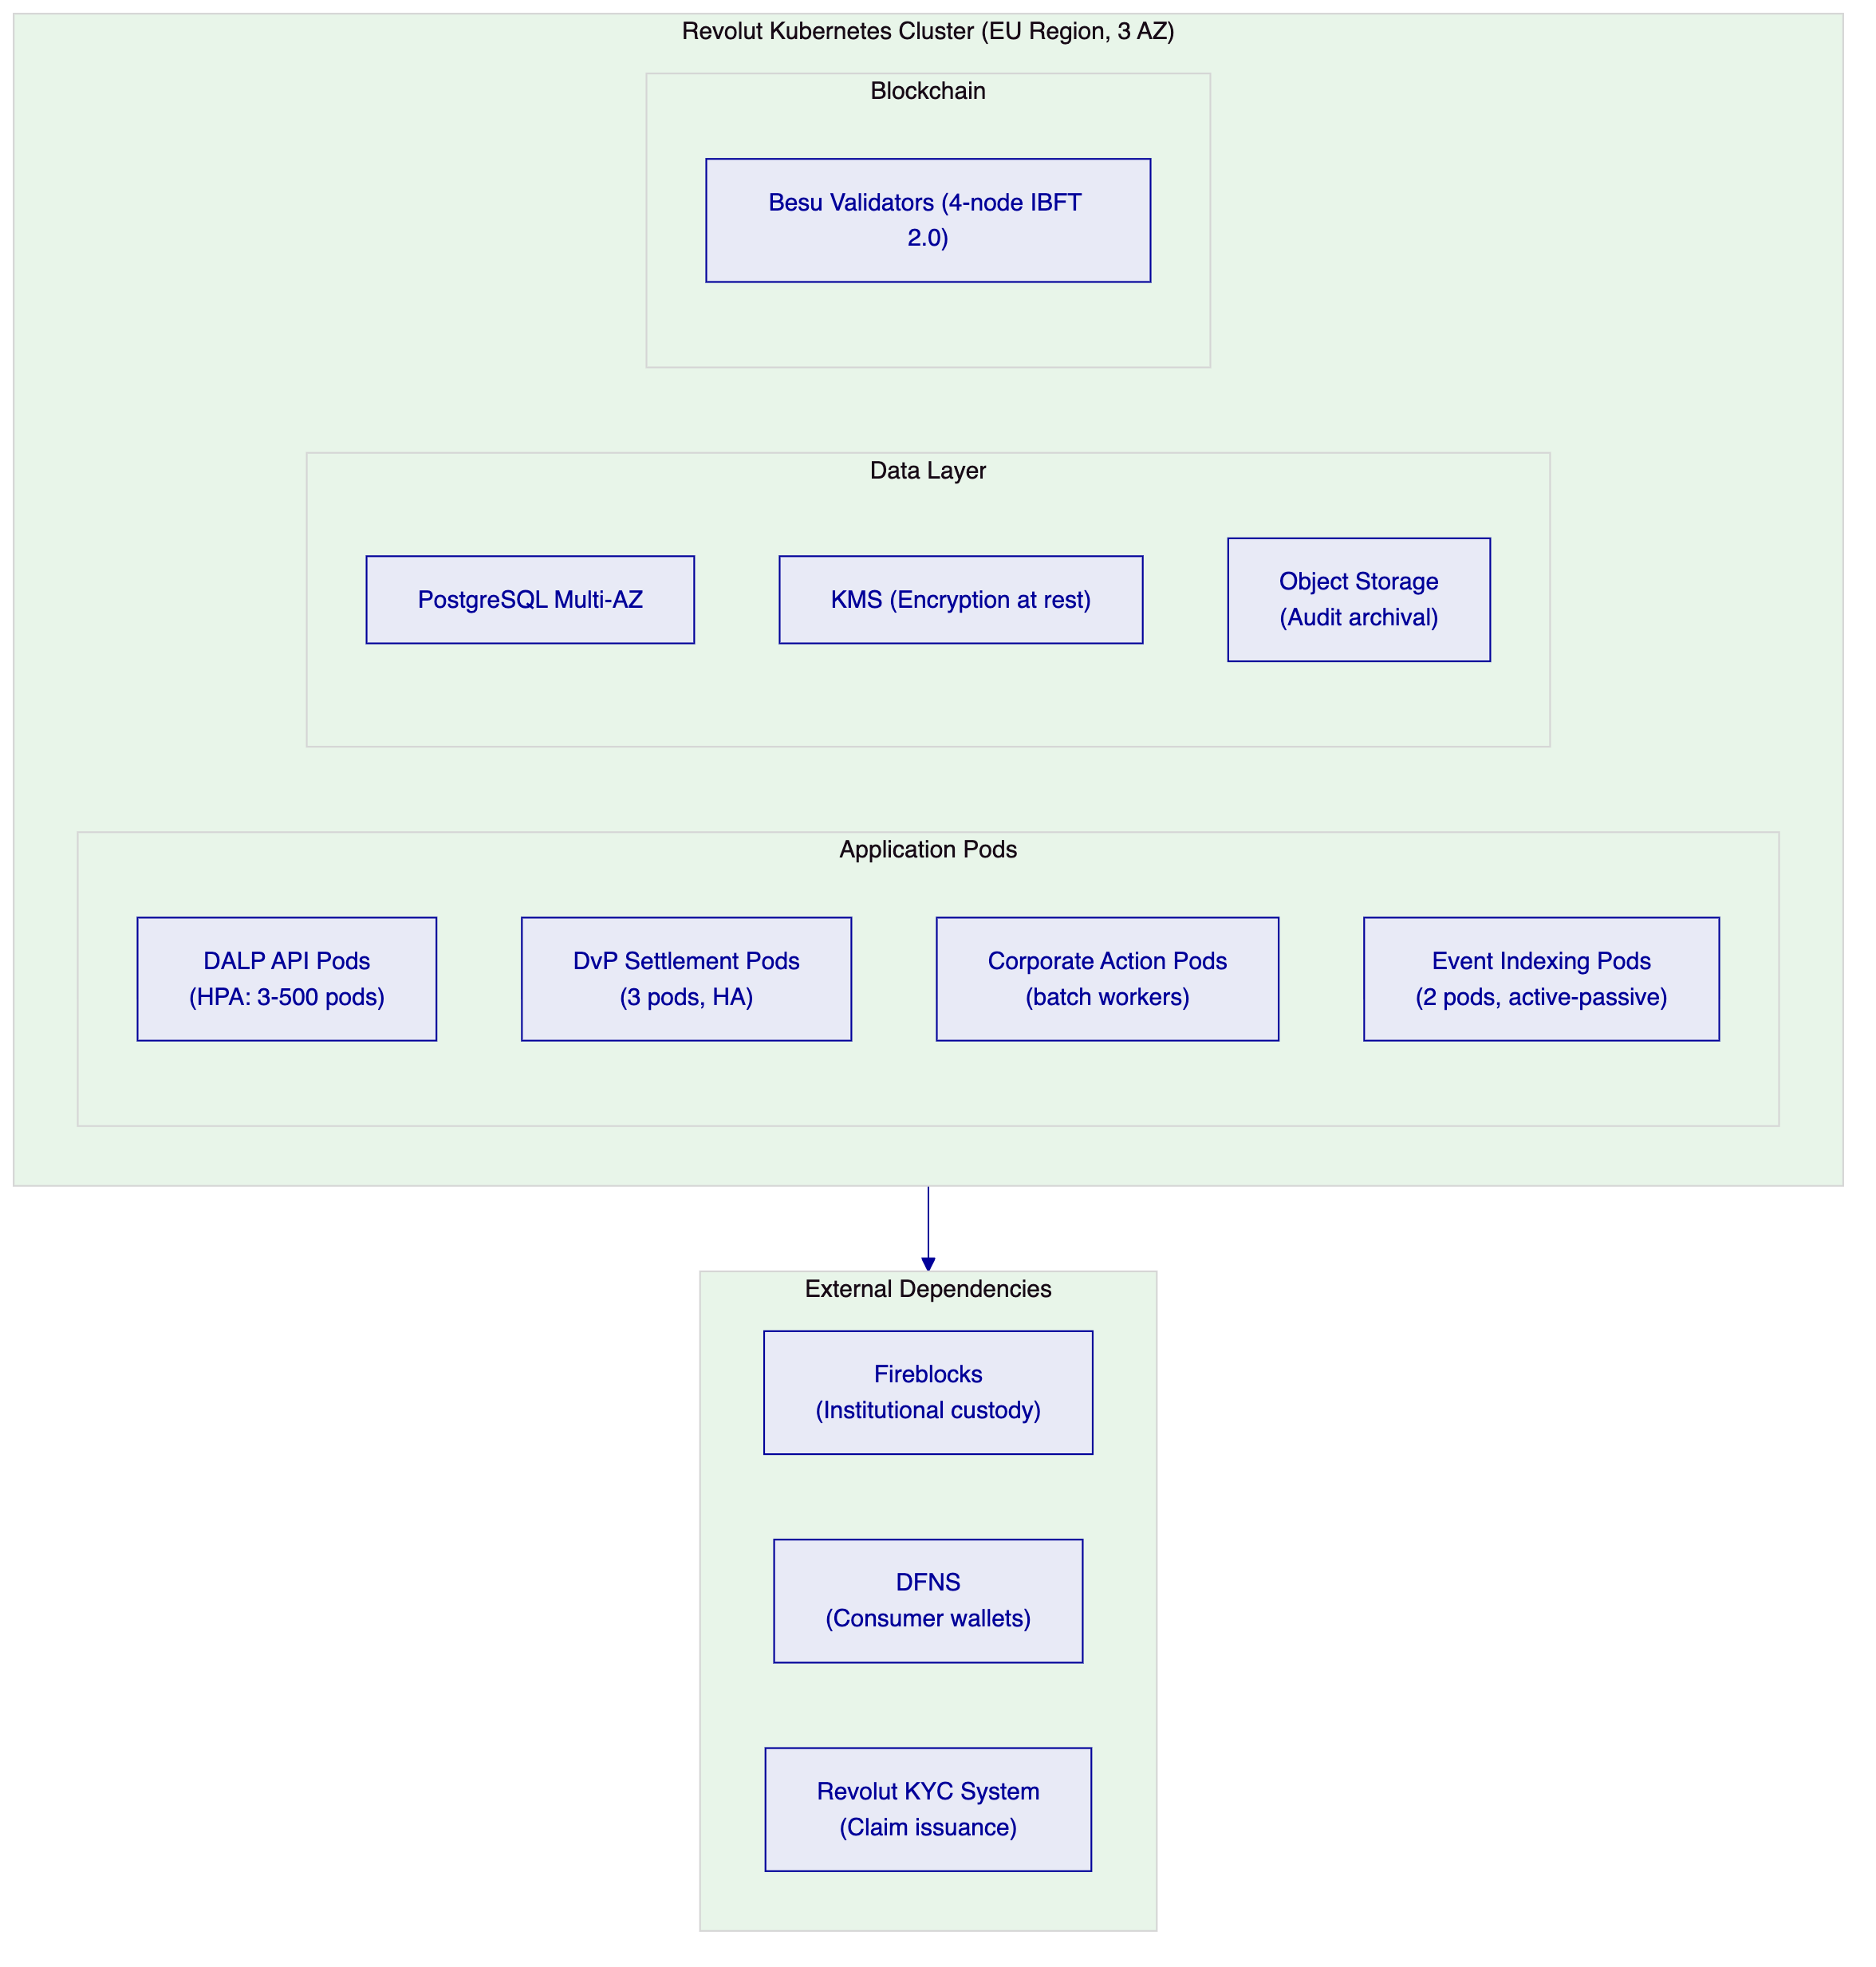 Revolut Kubernetes Cluster (EU Region, 3 AZ)
Blockchain
Besu Validators (4-node IBFT
2.0)
Data Layer
PostgreSQL Multi-AZ
KMS (Encryption at rest)
Object Storage
(Audit archival)
Application Pods
DALP API Pods
(HPA: 3-500 pods)
DvP Settlement Pods
(3 pods, HA)
Corporate Action Pods
(batch workers)
Event Indexing Pods
(2 pods, active-passive)
External Dependencies
Fireblocks
(Institutional custody)
DFNS
(Consumer wallets)
Revolut KYC System
(Claim issuance)